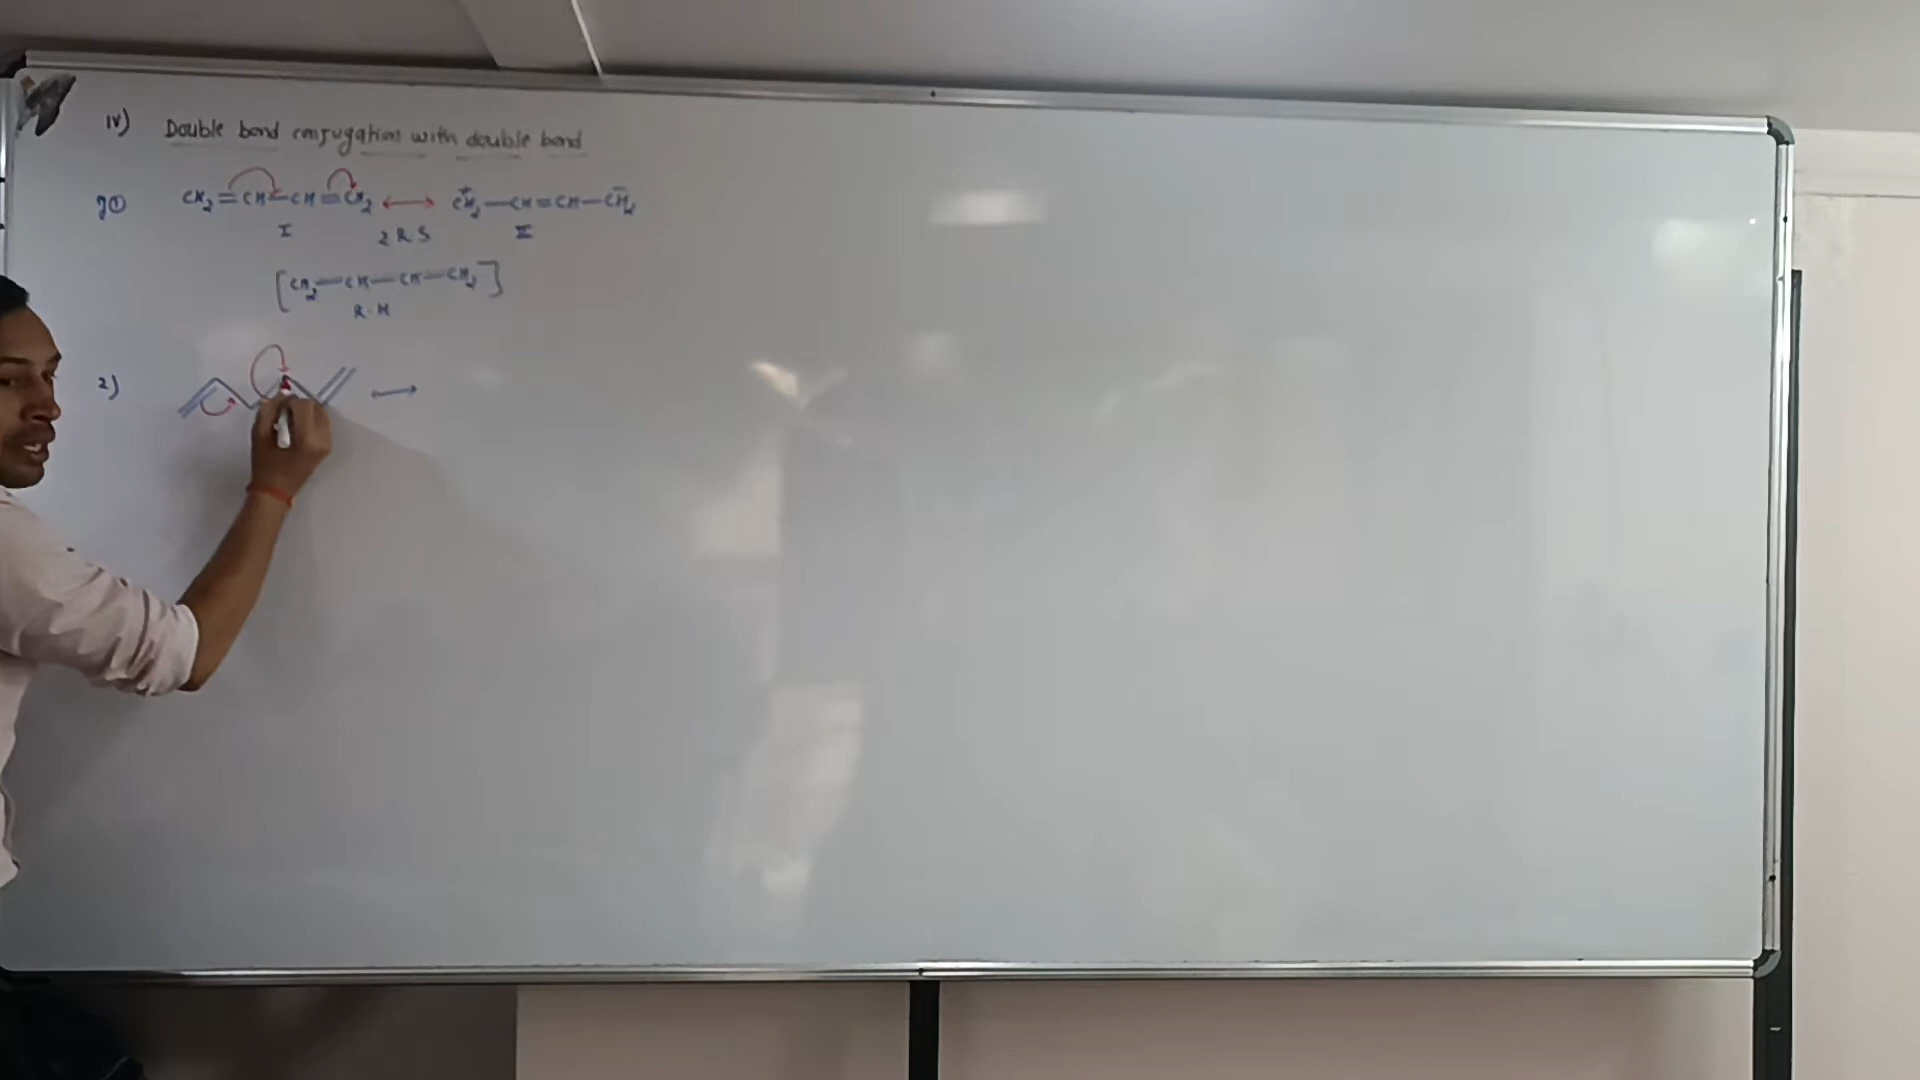 IV) Double bond conjugation with double bond
g① CH₂=CH-CH=CH₂ ⟷ C⁺H₂-CH=CH-C⁻H₂
I 2 R S II
[CH₂-CH-CH-CH₂]
R.H
2)